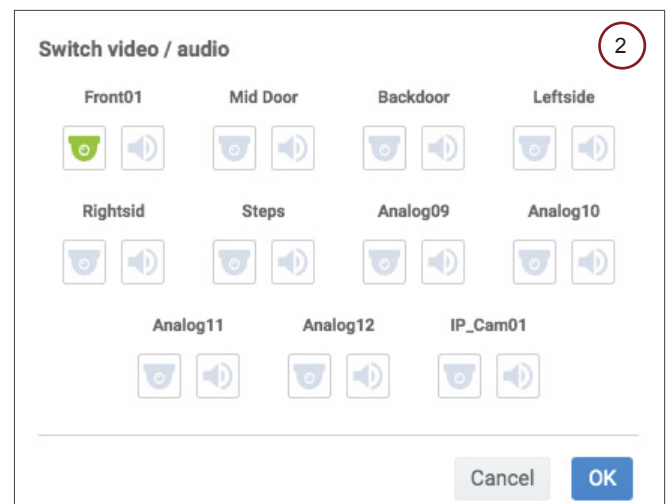 Switch video / audio
2
Front01 Mid Door Backdoor Leftside
Rightsid Steps Analog09 Analog10
Analog11 Analog12 IP_Cam01
Cancel OK